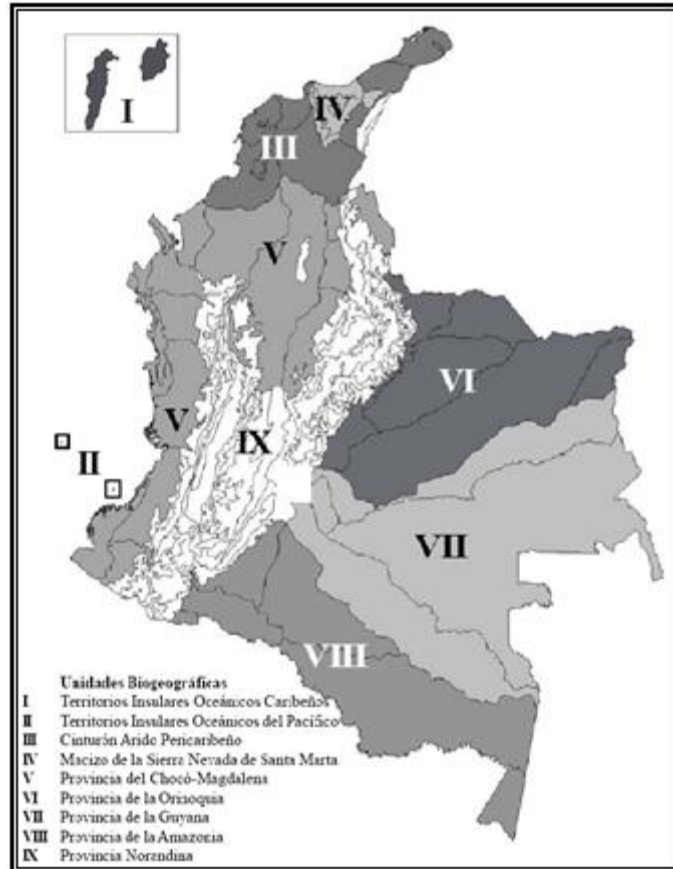 I
IV
III
V
VI
V
IX
II
VII
VIII
Unidades Biogeográficas
I Territorios Insulares Oceánicos Caribeños
II Territorios Insulares Oceánicos del Pacífico
III Cinturón Arido Pericaribeño
IV Macizo de la Sierra Nevada de Santa Marta
V Provincia del Chocó-Magdalena
VI Provincia de la Orinoquia
VII Provincia de la Guyana
VIII Provincia de la Amazonia
IX Provincia Norandina